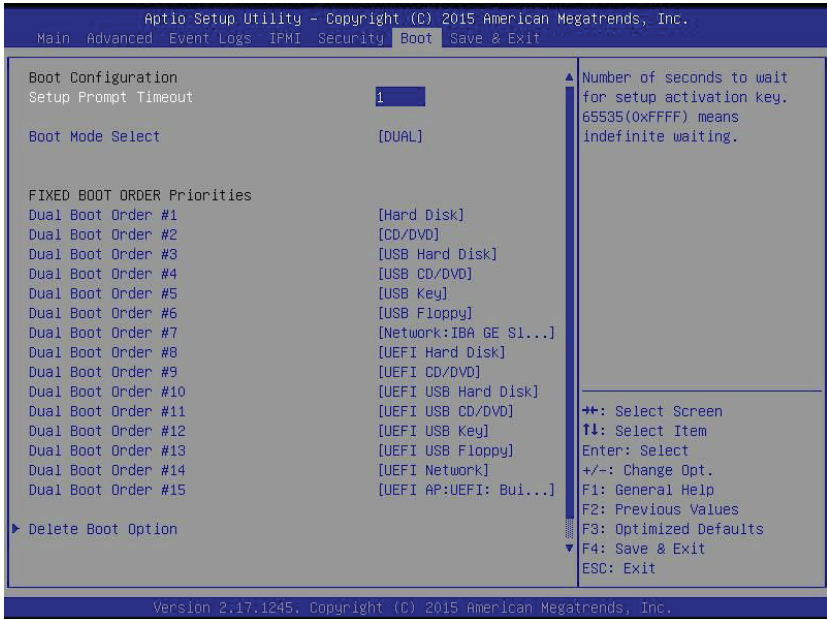 Aptio Setup Utility – Copyright (C) 2015 American Megatrends, Inc.
Main Advanced Event Logs IPMI Security Boot Save & Exit
Boot Configuration
Setup Prompt Timeout 1
Boot Mode Select [DUAL]
FIXED BOOT ORDER Priorities
Dual Boot Order #1 [Hard Disk]
Dual Boot Order #2 [CD/DVD]
Dual Boot Order #3 [USB Hard Disk]
Dual Boot Order #4 [USB CD/DVD]
Dual Boot Order #5 [USB Key]
Dual Boot Order #6 [USB Floppy]
Dual Boot Order #7 [Network:IBA GE Sl...]
Dual Boot Order #8 [UEFI Hard Disk]
Dual Boot Order #9 [UEFI CD/DVD]
Dual Boot Order #10 [UEFI USB Hard Disk]
Dual Boot Order #11 [UEFI USB CD/DVD]
Dual Boot Order #12 [UEFI USB Key]
Dual Boot Order #13 [UEFI USB Floppy]
Dual Boot Order #14 [UEFI Network]
Dual Boot Order #15 [UEFI AP:UEFI: Bui...]
Delete Boot Option
Number of seconds to wait
for setup activation key.
65535(0xFFFF) means
indefinite waiting.
→←: Select Screen
↑↓: Select Item
Enter: Select
+/-: Change Opt.
F1: General Help
F2: Previous Values
F3: Optimized Defaults
F4: Save & Exit
ESC: Exit
Version 2.17.1245. Copyright (C) 2015 American Megatrends, Inc.